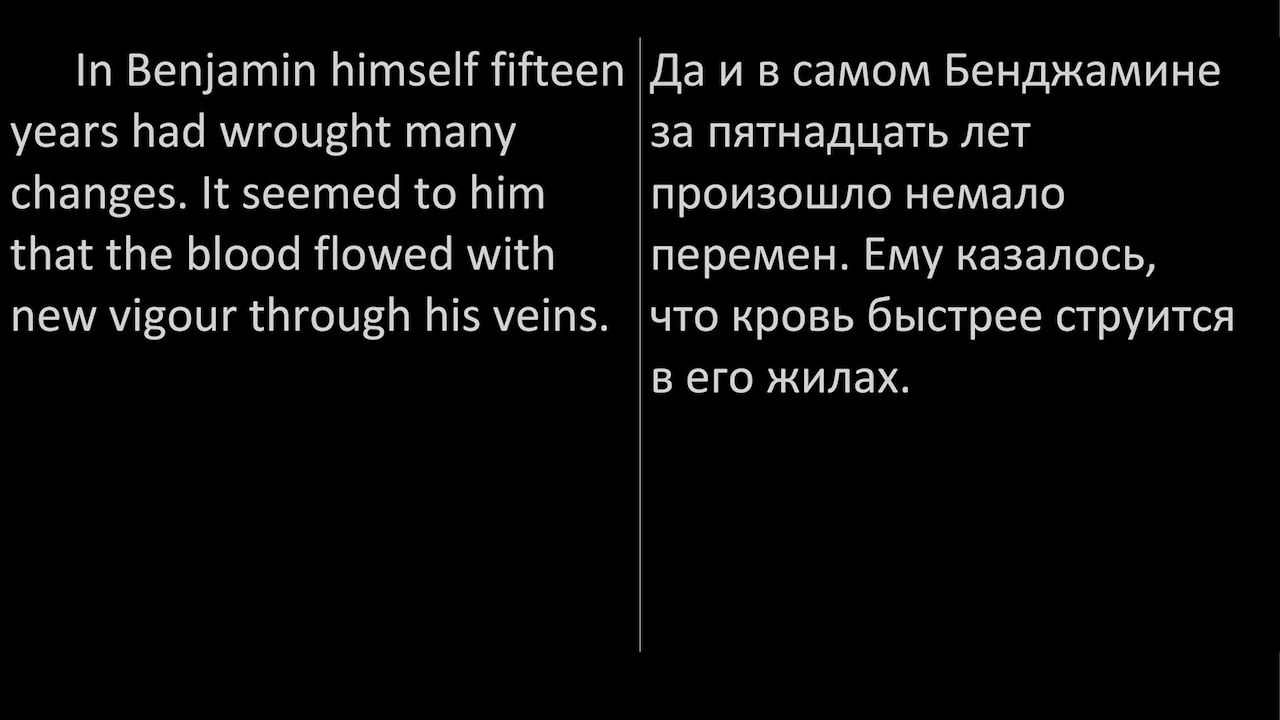 In Benjamin himself fifteen
years had wrought many
changes. It seemed to him
that the blood flowed with
new vigour through his veins.
Да и в самом Бенджамине
за пятнадцать лет
произошло немало
перемен. Ему казалось,
что кровь быстрее струится
в его жилах.